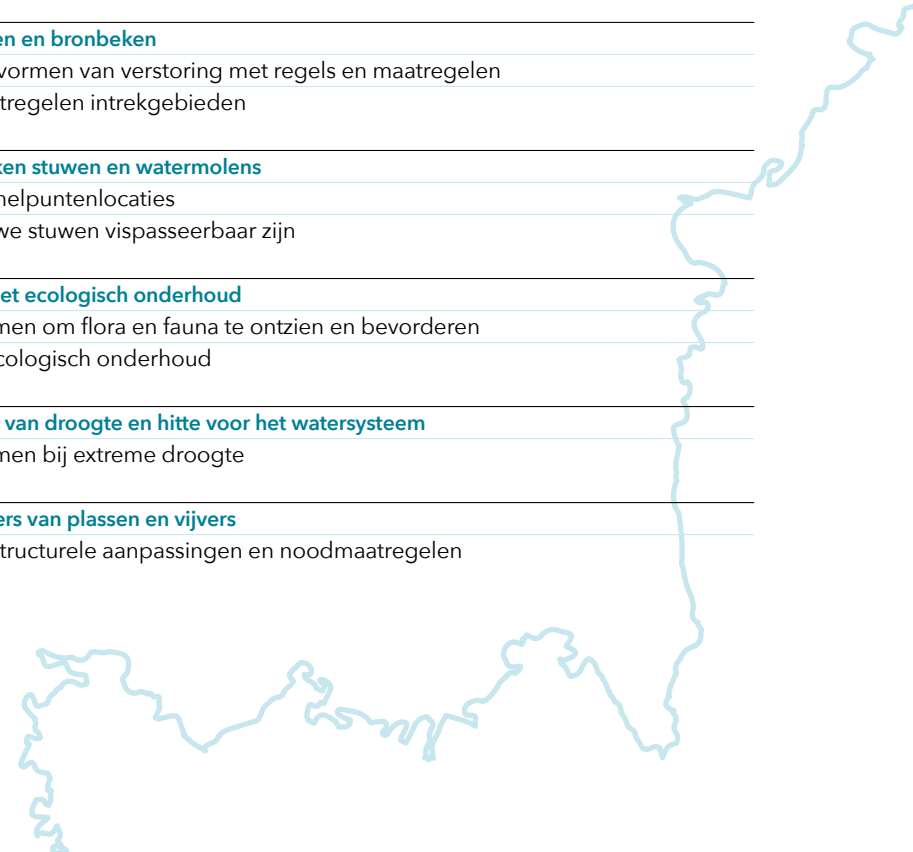 en en bronbeken
vormen van verstoring met regels en maatregelen
tregelen intrekgebieden
ken stuwen en watermolens
nelpuntenlocaties
we stuwen vispasseerbaar zijn
et ecologisch onderhoud
men om flora en fauna te ontzien en bevorderen
cologisch onderhoud
van droogte en hitte voor het watersysteem
men bij extreme droogte
ers van plassen en vijvers
tructurele aanpassingen en noodmaatregelen